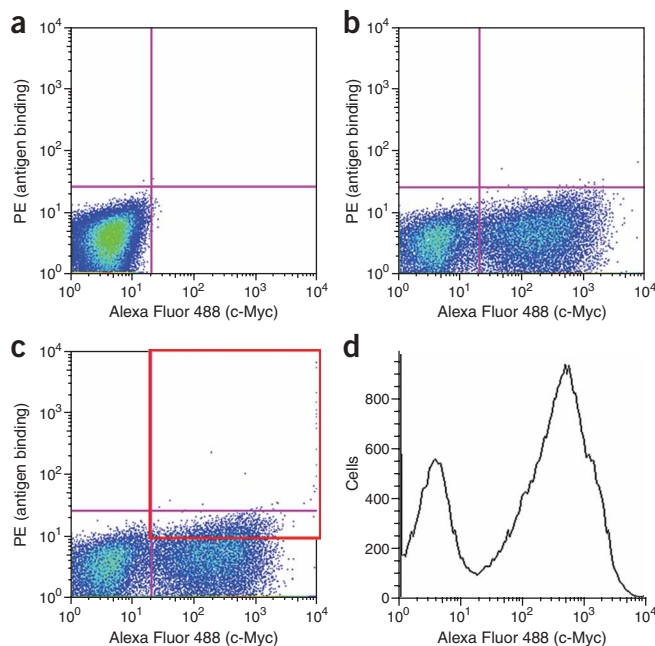 a
10⁴
10³
10²
10¹
10⁰
PE (antigen binding)
10⁰ 10¹ 10² 10³ 10⁴
Alexa Fluor 488 (c-Myc)
b
10⁴
10³
10²
10¹
10⁰
PE (antigen binding)
10⁰ 10¹ 10² 10³ 10⁴
Alexa Fluor 488 (c-Myc)
c
10⁴
10³
10²
10¹
10⁰
PE (antigen binding)
10⁰ 10¹ 10² 10³ 10⁴
Alexa Fluor 488 (c-Myc)
d
800
600
400
200
0
Cells
10⁰ 10¹ 10² 10³ 10⁴
Alexa Fluor 488 (c-Myc)